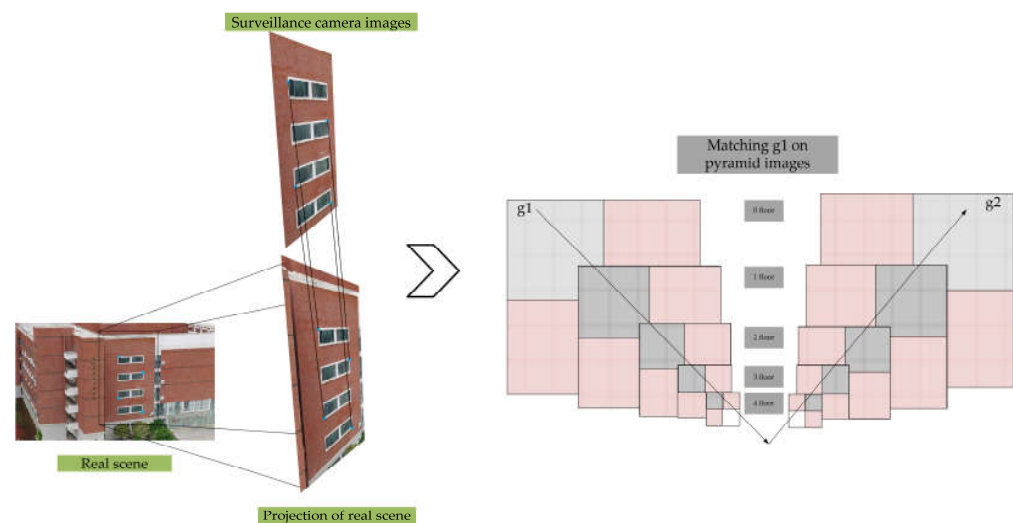 Surveillance camera images
Real scene
Projection of real scene
Matching g1 on
pyramid images
g1
g2
0 floor
1 floor
2 floor
3 floor
4 floor